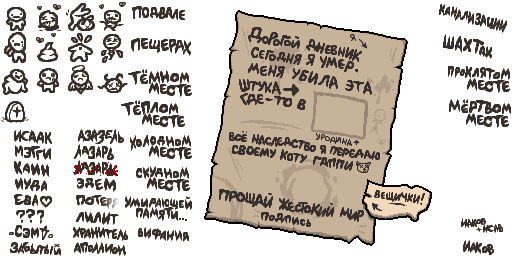 ПОДВАЛЕ
ПЕЩЕРАХ
ТЁМНОМ
МЕСТЕ
ТЁПЛОМ
МЕСТЕ
ИСААК
МЭГГИ
КАИН
ИУДА
ЕВА
???
СЭМ
ЗАБЫТЫЙ
АЗАЗЕЛЬ
ЛАЗАРЬ
ЛАЗАРЬ
ЭДЕМ
ПОТЕРЯ
ЛИЛИТ
ХРАНИТЕЛЬ
АПОЛЛИОН
ХОЛОДНОМ
МЕСТЕ
СКУДНОМ
МЕСТЕ
УМИДАЮЩЕЙ
ПАМЯТИ...
ВИФАНИЯ
Я
ДОРОГОЙ ДНЕВНИК
СЕГОДНЯ Я УМЕР.
МЕНЯ УБИЛА ЭТА
ШТУКА
ГДЕ-ТО В
УРОДИНА
ВСЁ НАСЛЕДСТВО Я ПЕРЕДАЮ
СВОЕМУ КОТУ ГАППИ
ПРОЩАЙ ЖЕСТОКИЙ МИР
ПОДПИСЬ
ВЕЩИЧКИ!
КАНАЛИЗАЦИИ
ШАХТАХ
ПРОКЛЯТОМ
МЕСТЕ
МЁРТВОМ
МЕСТЕ
ИАКОВ
ИАКОВ